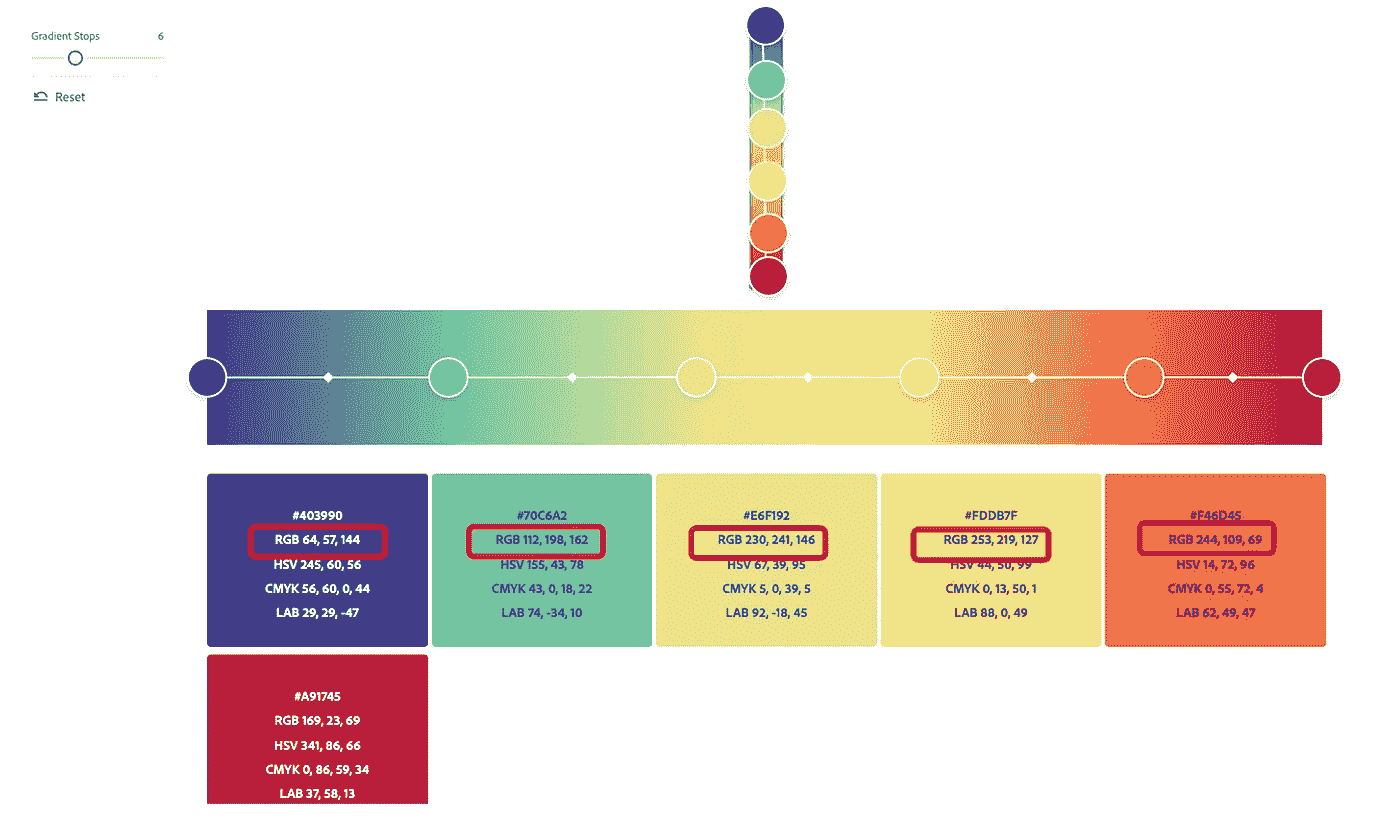 Gradient Stops 6
Reset
#403990
RGB 64, 57, 144
HSV 245, 60, 56
CMYK 56, 60, 0, 44
LAB 29, 29, -47
#70C6A2
RGB 112, 198, 162
HSV 155, 43, 78
CMYK 43, 0, 18, 22
LAB 74, -34, 10
#E6F192
RGB 230, 241, 146
HSV 67, 39, 95
CMYK 5, 0, 39, 5
LAB 92, -18, 45
#FDDB7F
RGB 253, 219, 127
HSV 44, 50, 99
CMYK 0, 13, 50, 1
LAB 88, 0, 49
#F46D45
RGB 244, 109, 69
HSV 14, 72, 96
CMYK 0, 55, 72, 4
LAB 62, 49, 47
#A91745
RGB 169, 23, 69
HSV 341, 86, 66
CMYK 0, 86, 59, 34
LAB 37, 58, 13